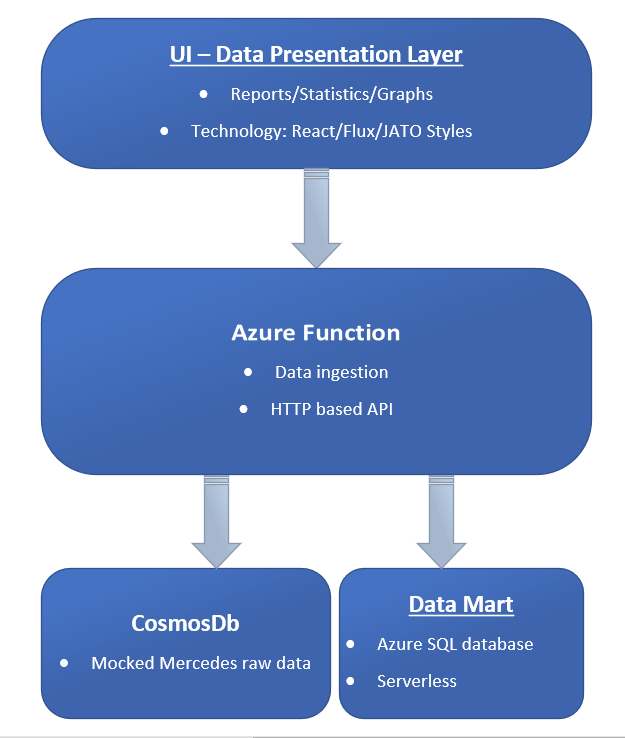 UI – Data Presentation Layer
● Reports/Statistics/Graphs
● Technology: React/Flux/JATO Styles
Azure Function
● Data ingestion
● HTTP based API
CosmosDb
● Mocked Mercedes raw data
Data Mart
● Azure SQL database
● Serverless